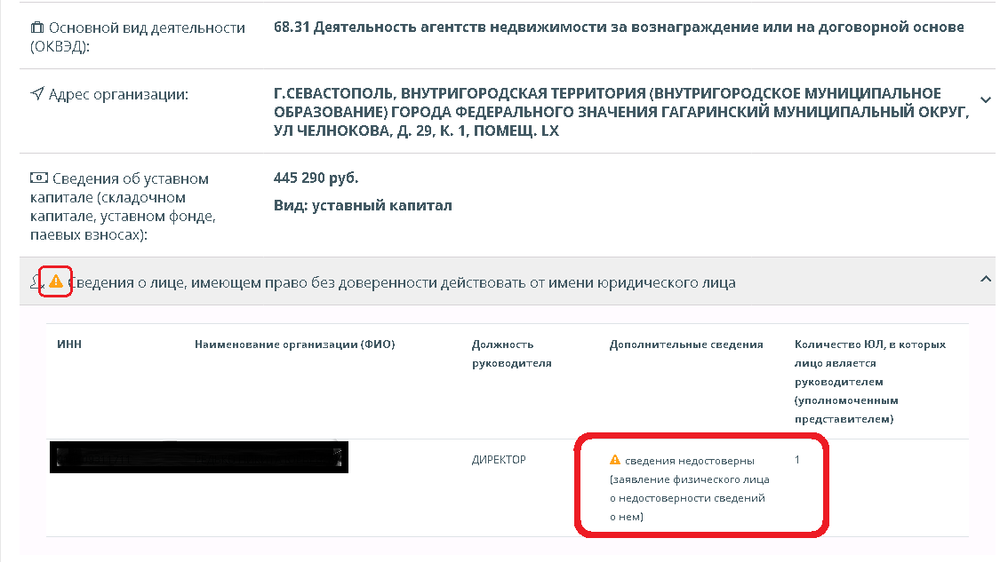 Основной вид деятельности
(ОКВЭД):
68.31 Деятельность агентств недвижимости за вознаграждение или на договорной основе
Адрес организации:
Г.СЕВАСТОПОЛЬ, ВНУТРИГОРОДСКАЯ ТЕРРИТОРИЯ (ВНУТРИГОРОДСКОЕ МУНИЦИПАЛЬНОЕ
ОБРАЗОВАНИЕ) ГОРОДА ФЕДЕРАЛЬНОГО ЗНАЧЕНИЯ ГАГАРИНСКИЙ МУНИЦИПАЛЬНЫЙ ОКРУГ,
УЛ ЧЕЛНОКОВА, Д. 29, К. 1, ПОМЕЩ. LX
Сведения об уставном
капитале (складочном
капитале, уставном фонде,
паевых взносах):
445 290 руб.
Вид: уставный капитал
Сведения о лице, имеющем право без доверенности действовать от имени юридического лица
ИНН
Наименование организации (ФИО)
Должность
руководителя
Дополнительные сведения
Количество ЮЛ, в которых
лицо является
руководителем
(уполномоченным
представителем)
ДИРЕКТОР
сведения недостоверны
(заявление физического лица
о недостоверности сведений
о нем)
1